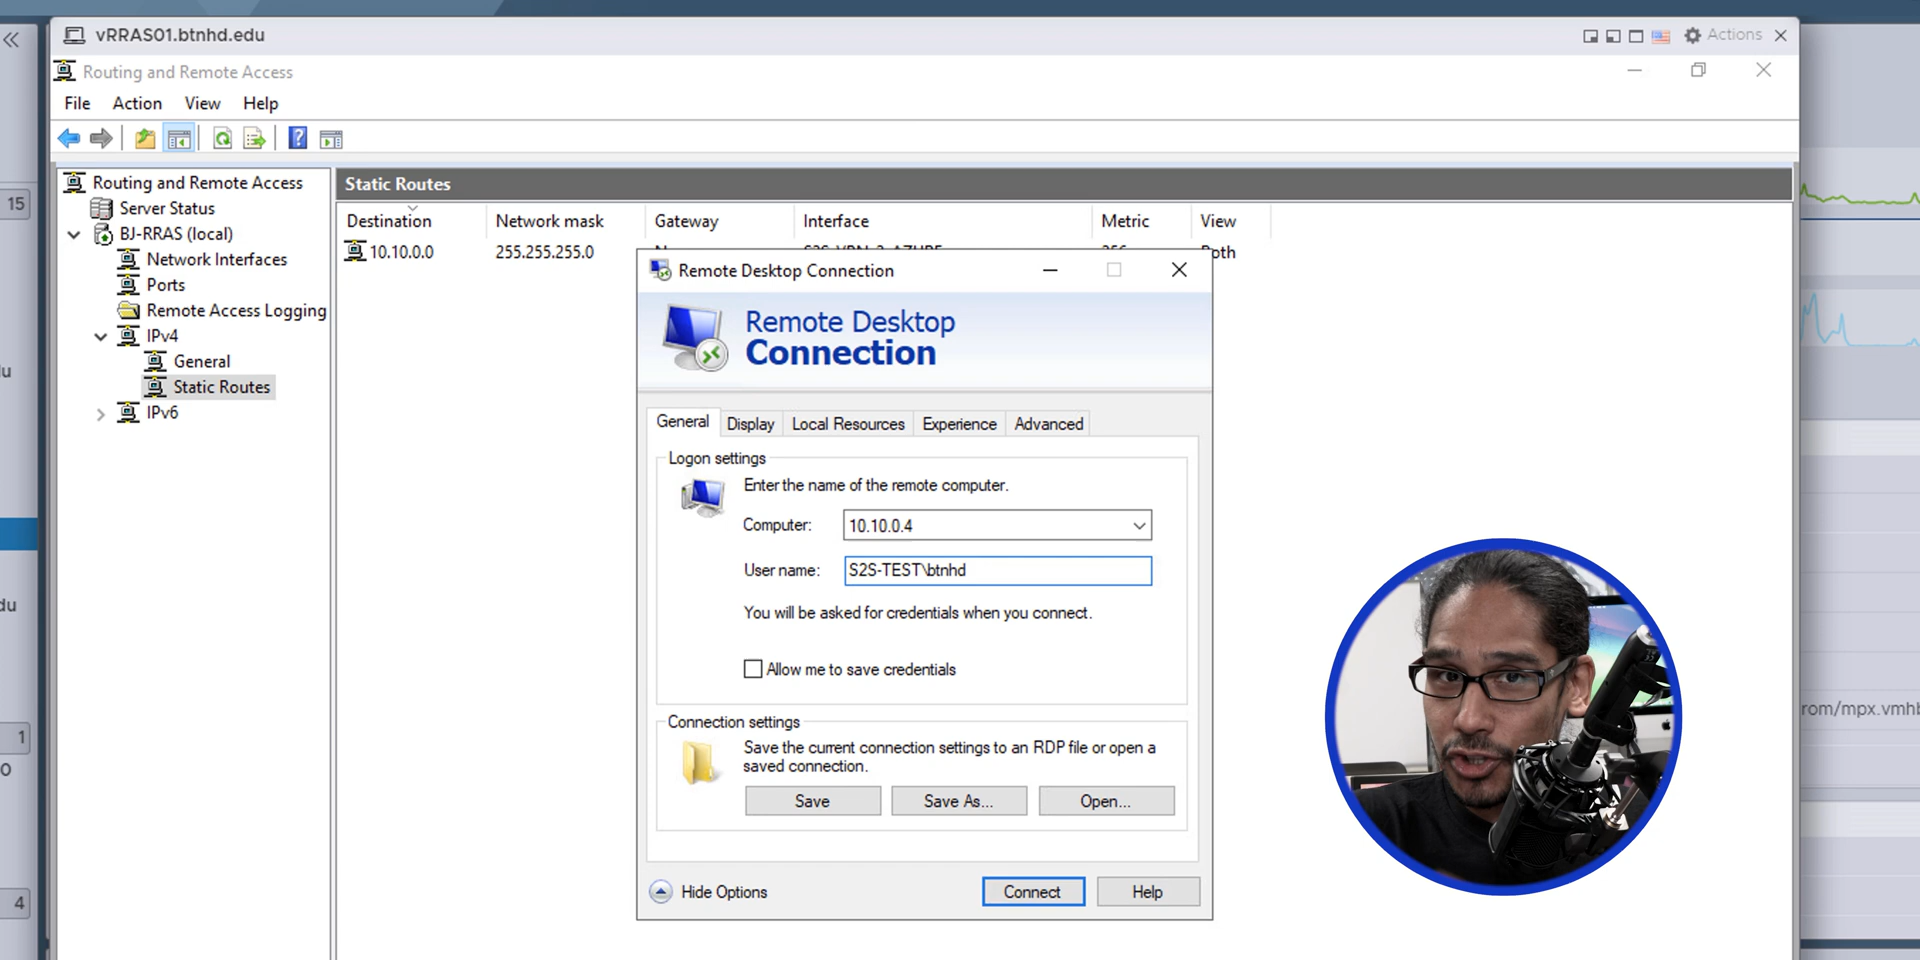 vRRAS01.btnhd.edu
Actions
Routing and Remote Access
File Action View Help
15
Routing and Remote Access
Server Status
BJ-RRAS (local)
Network Interfaces
Ports
Remote Access Logging
IPv4
General
Static Routes
IPv6
Static Routes
Destination Network mask Gateway Interface Metric View
10.10.0.0 255.255.255.0
Remote Desktop Connection
Remote Desktop
Connection
General Display Local Resources Experience Advanced
Logon settings
Enter the name of the remote computer.
Computer: 10.10.0.4
User name: S2S-TEST\btnhd
You will be asked for credentials when you connect.
Allow me to save credentials
Connection settings
Save the current connection settings to an RDP file or open a
saved connection.
Save Save As... Open...
Hide Options Connect Help
du
1
0
4
rom/mpx.vmhb